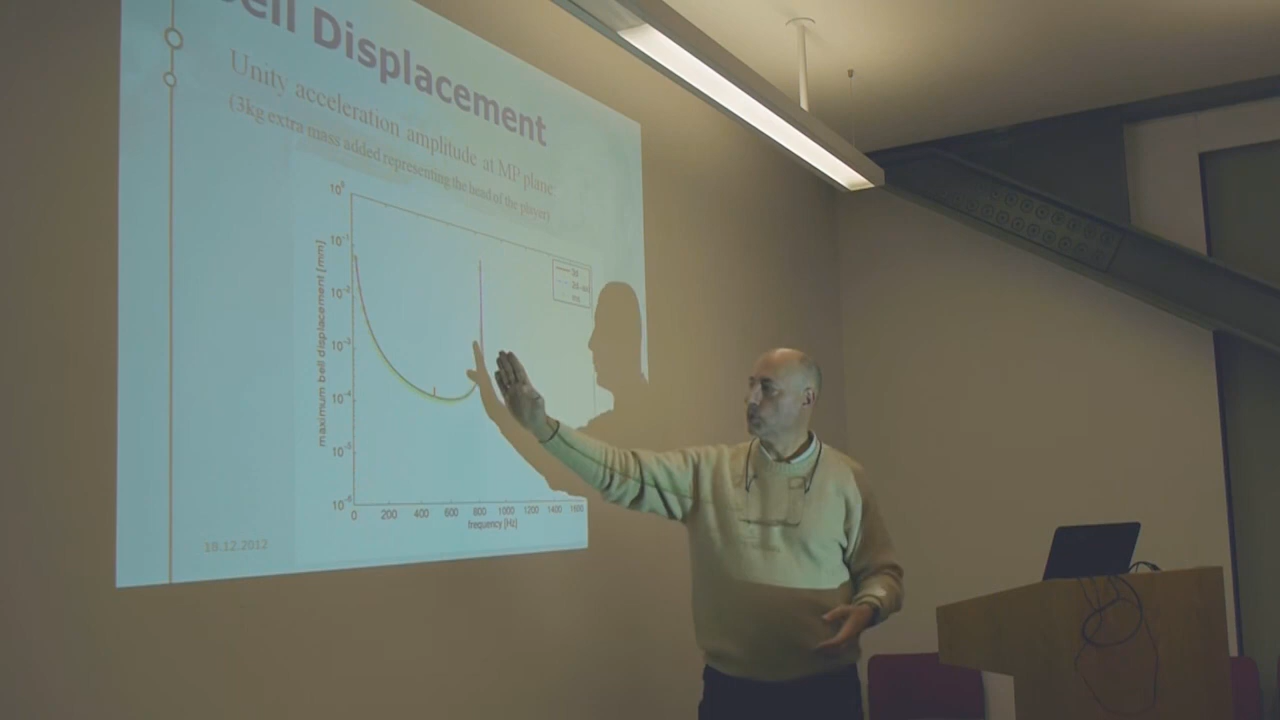 ell Displacement
Unity acceleration amplitude at MP plane
(3kg extra mass added representing the head of the player)
10⁰
10⁻¹
10⁻²
10⁻³
10⁻⁴
10⁻⁵
10⁻⁶
maximum bell displacement [mm]
0 200 400 600 800 1000 1200 1400 1600
frequency [Hz]
18.12.2012